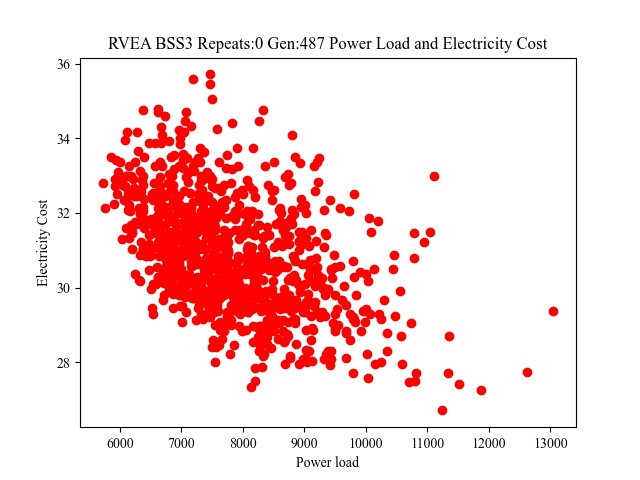 RVEA BSS3 Repeats:0 Gen:487 Power Load and Electricity Cost
36
34
32
30
28
Electricity Cost
6000 7000 8000 9000 10000 11000 12000 13000
Power load